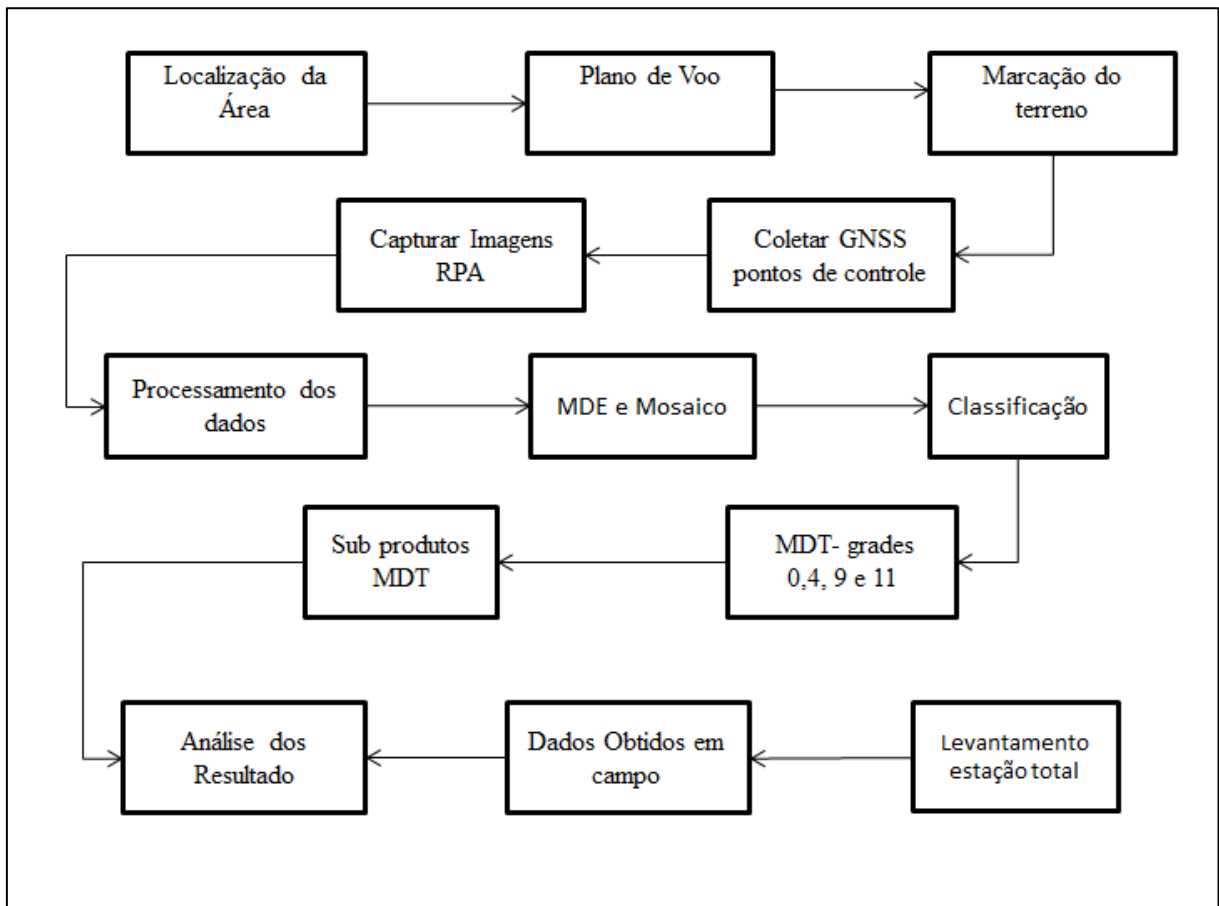 Localização da
Área
Plano de Voo
Marcação do
terreno
Coletar GNSS
pontos de controle
Capturar Imagens
RPA
Processamento dos
dados
MDE e Mosaico
Classificação
MDT- grades
0,4, 9 e 11
Sub produtos
MDT
Levantamento
estação total
Dados Obtidos em
campo
Análise dos
Resultado